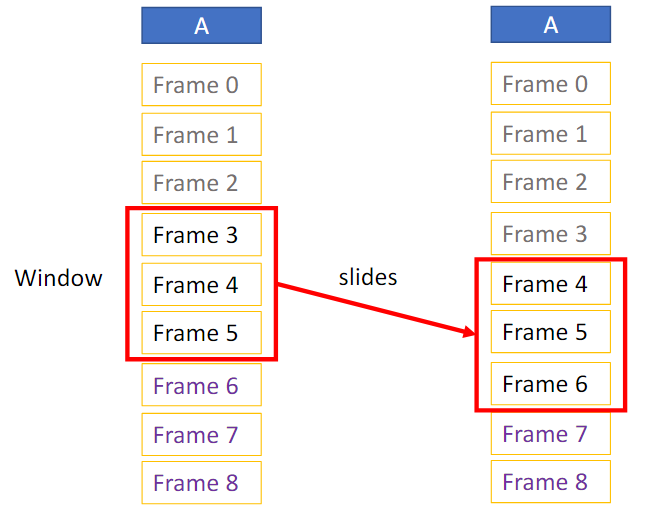 A
Frame 0
Frame 1
Frame 2
Frame 3
Frame 4
Frame 5
Frame 6
Frame 7
Frame 8
Window
slides
A
Frame 0
Frame 1
Frame 2
Frame 3
Frame 4
Frame 5
Frame 6
Frame 7
Frame 8